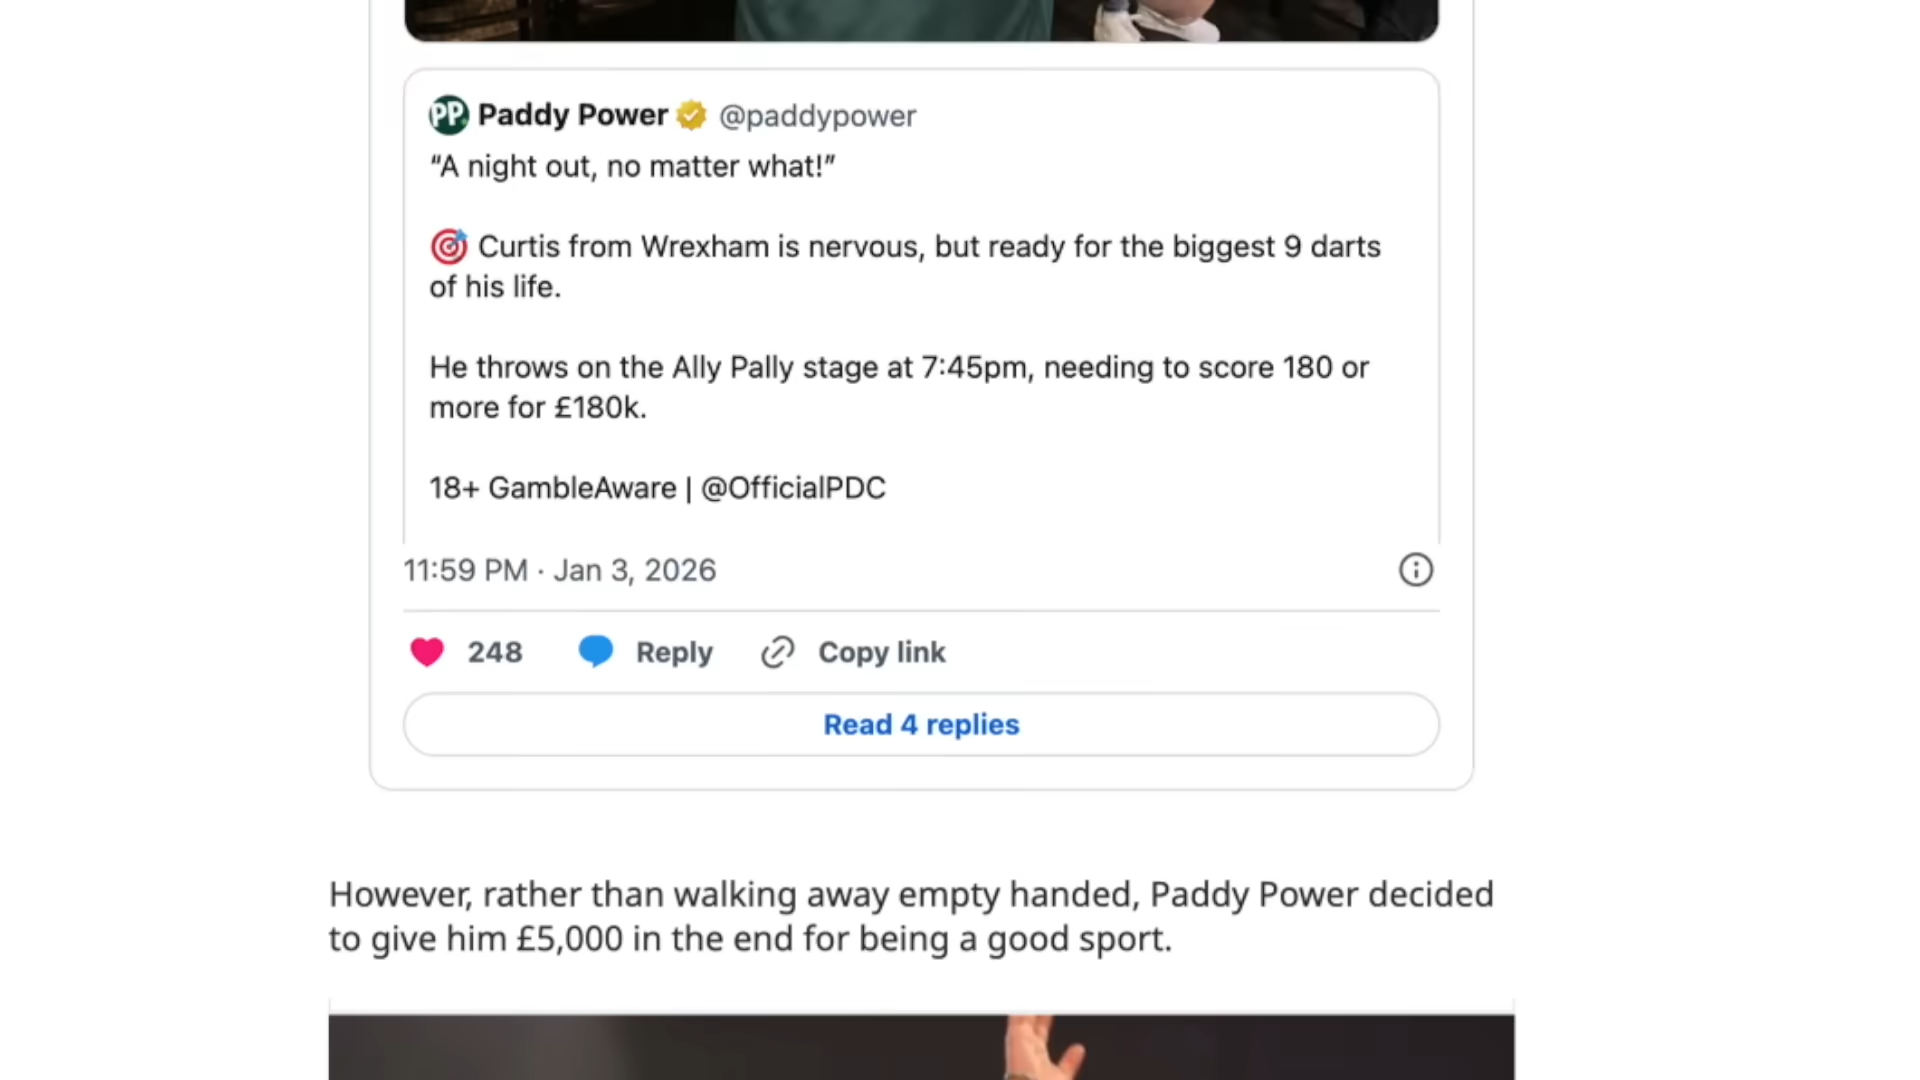 PP. Paddy Power @paddypower
“A night out, no matter what!”
Curtis from Wrexham is nervous, but ready for the biggest 9 darts
of his life.
He throws on the Ally Pally stage at 7:45pm, needing to score 180 or
more for £180k.
18+ GambleAware | @OfficialPDC
11:59 PM · Jan 3, 2026
248 Reply Copy link
Read 4 replies
However, rather than walking away empty handed, Paddy Power decided
to give him £5,000 in the end for being a good sport.